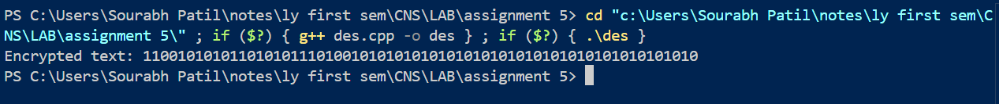 PS C:\Users\Sourabh Patil\notes\ly first sem\CNS\LAB\assignment 5> cd "c:\Users\Sourabh Patil\notes\ly first sem\C
NS\LAB\assignment 5\" ; if ($?) { g++ des.cpp -o des } ; if ($?) { .\des }
Encrypted text: 1100101010110101011101001010101010101010101010101010101010101010
PS C:\Users\Sourabh Patil\notes\ly first sem\CNS\LAB\assignment 5>